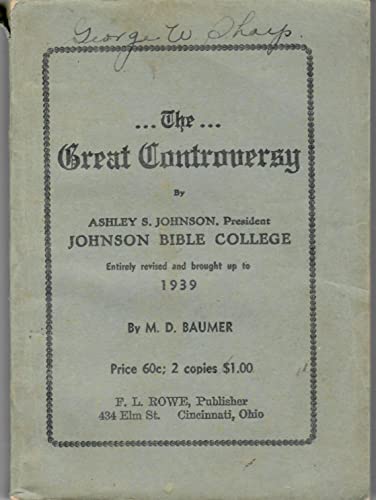 George W Sharp.
...The...
Great Controversy
By
ASHLEY S. JOHNSON, President
JOHNSON BIBLE COLLEGE
Entirely revised and brought up to
1939
By M. D. BAUMER
Price 60c; 2 copies $1.00
F. L. ROWE, Publisher
434 Elm St. Cincinnati, Ohio